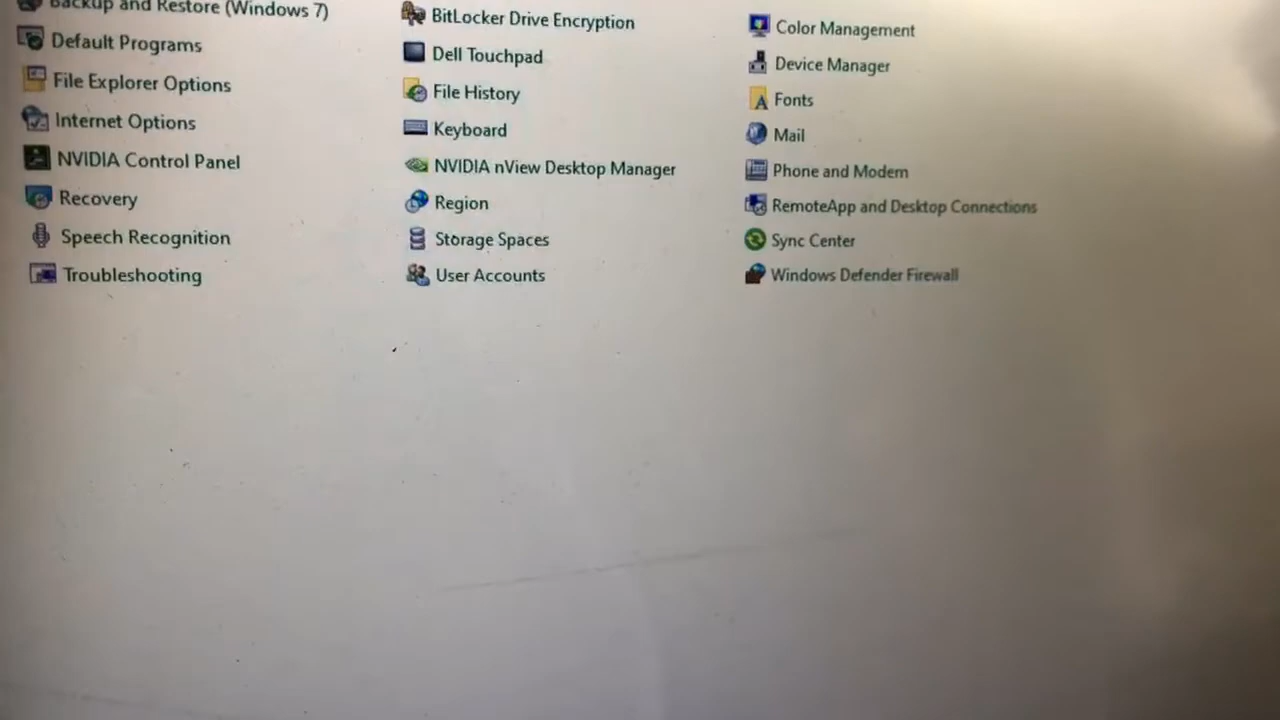 Backup and Restore (Windows 7)
BitLocker Drive Encryption
Color Management
Default Programs
Dell Touchpad
Device Manager
File Explorer Options
File History
Fonts
Internet Options
Keyboard
Mail
NVIDIA Control Panel
NVIDIA nView Desktop Manager
Phone and Modem
Recovery
Region
RemoteApp and Desktop Connections
Speech Recognition
Storage Spaces
Sync Center
Troubleshooting
User Accounts
Windows Defender Firewall